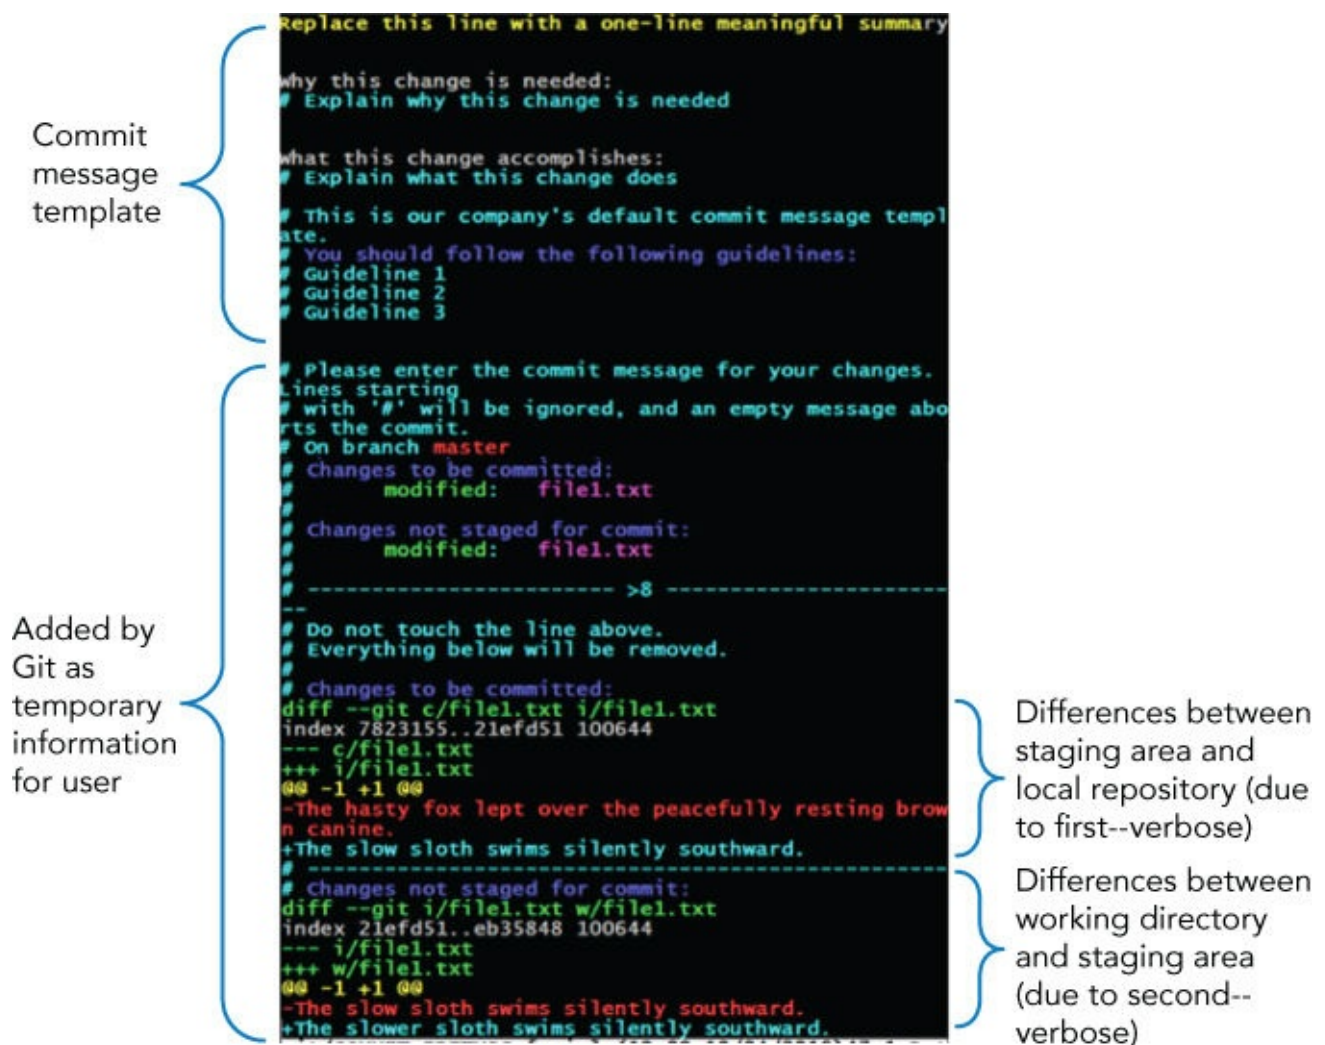 Replace this line with a one-line meaningful summary
Why this change is needed:
# Explain why this change is needed
What this change accomplishes:
# Explain what this change does
# This is our company's default commit message templ
ate.
# You should follow the following guidelines:
# Guideline 1
# Guideline 2
# Guideline 3
Commit
message
template
# Please enter the commit message for your changes.
Lines starting
# with '#' will be ignored, and an empty message abo
rts the commit.
# On branch master
# Changes to be committed:
#       modified:   file1.txt
#
# Changes not staged for commit:
#       modified:   file1.txt
#
# ------------------------ >8 ----------------------
--
# Do not touch the line above.
# Everything below will be removed.
#
# Changes to be committed:
diff --git c/file1.txt i/file1.txt
index 7823155..21efd51 100644
--- c/file1.txt
+++ i/file1.txt
@@ -1 +1 @@
-The hasty fox lept over the peacefully resting brow
n canine.
+The slow sloth swims silently southward.
# --------------------------------------------------
# Changes not staged for commit:
diff --git i/file1.txt w/file1.txt
index 21efd51..eb35848 100644
--- i/file1.txt
+++ w/file1.txt
@@ -1 +1 @@
-The slow sloth swims silently southward.
+The slower sloth swims silently southward.
Added by
Git as
temporary
information
for user
Differences between
staging area and
local repository (due
to first--verbose)
Differences between
working directory
and staging area
(due to second--
verbose)